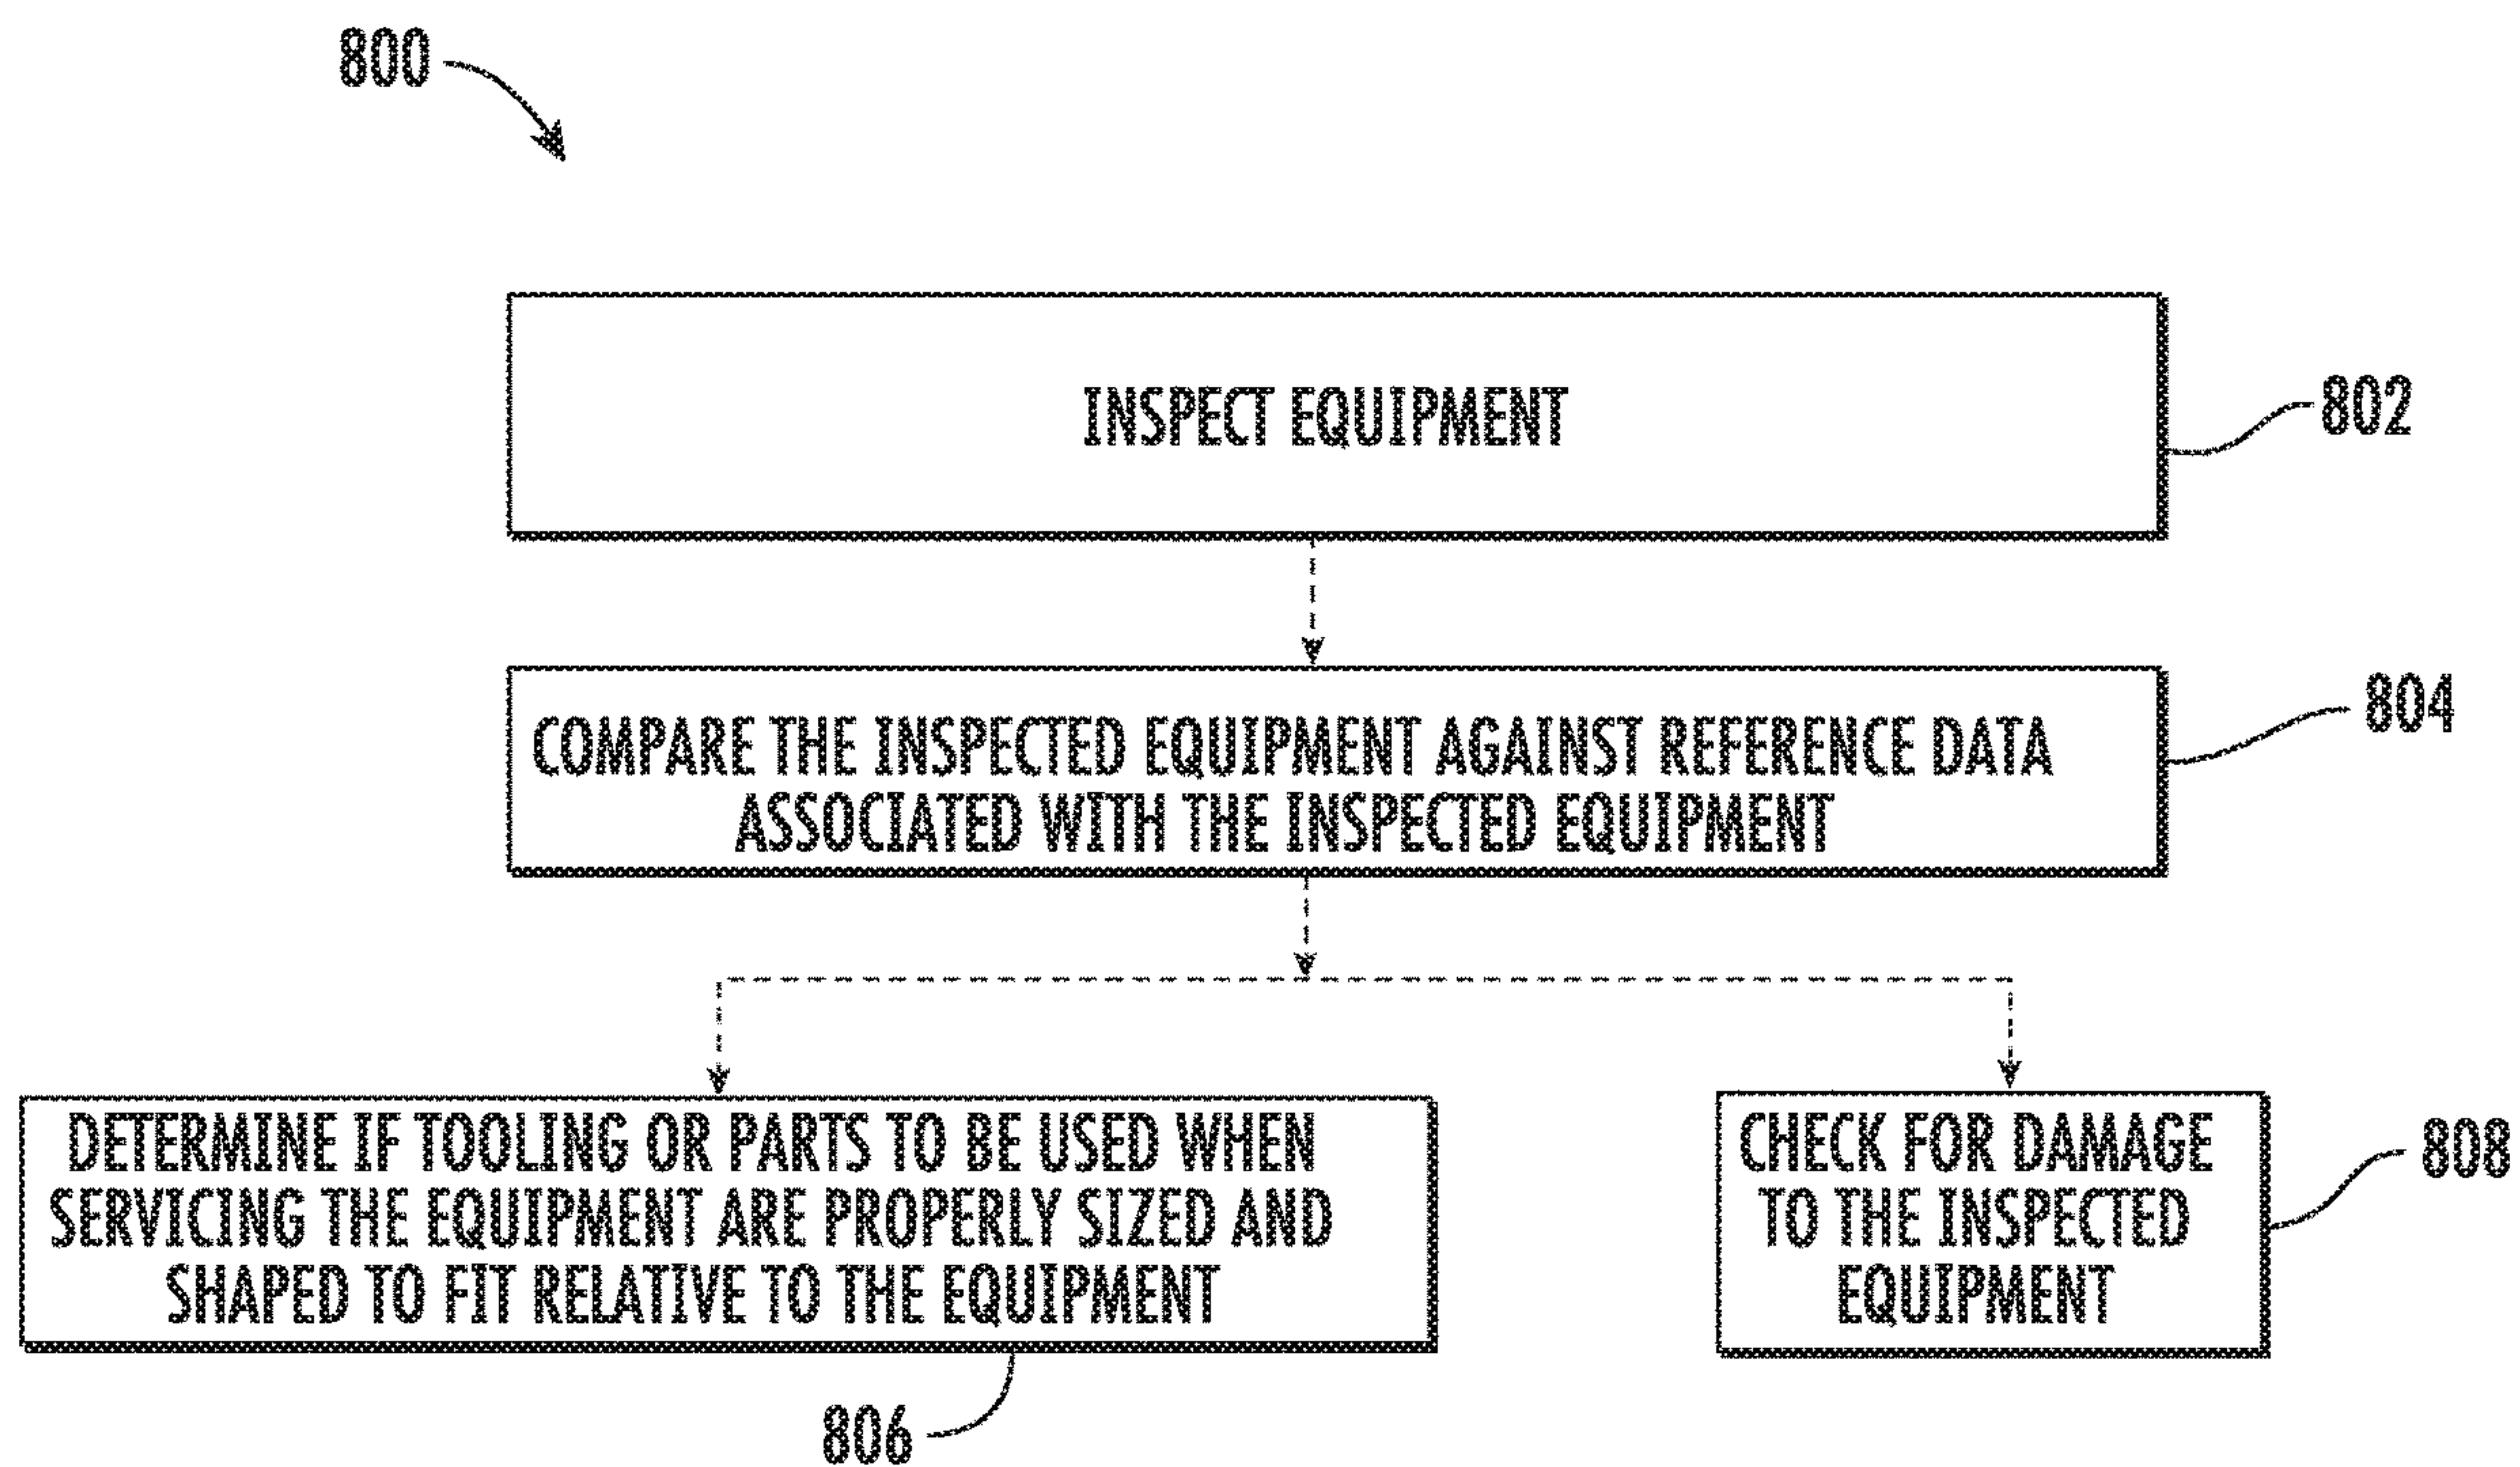 800
INSPECT EQUIPMENT
802
COMPARE THE INSPECTED EQUIPMENT AGAINST REFERENCE DATA
ASSOCIATED WITH THE INSPECTED EQUIPMENT
804
DETERMINE IF TOOLING OR PARTS TO BE USED WHEN
SERVICING THE EQUIPMENT ARE PROPERLY SIZED AND
SHAPED TO FIT RELATIVE TO THE EQUIPMENT
806
CHECK FOR DAMAGE
TO THE INSPECTED
EQUIPMENT
808